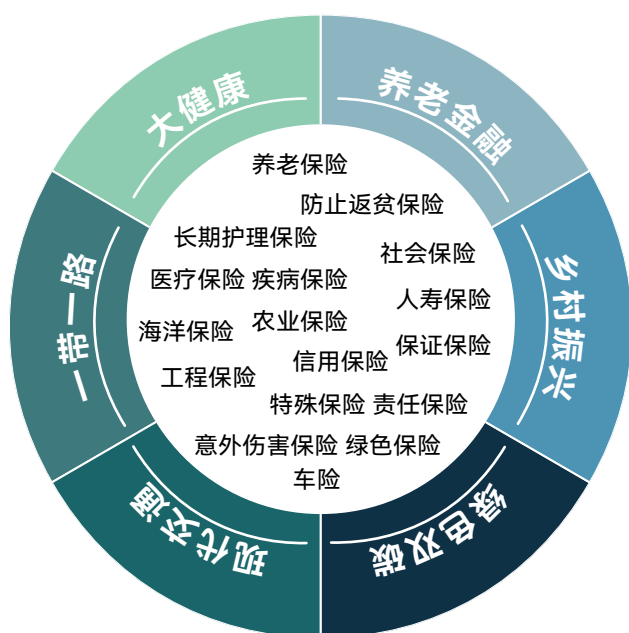 大健康
养老金融
乡村振兴
绿色双碳
现代交通
一带一路
养老保险
防止返贫保险
长期护理保险
社会保险
医疗保险 疾病保险
人寿保险
农业保险
海洋保险
保证保险
信用保险
工程保险
特殊保险 责任保险
意外伤害保险 绿色保险
车险